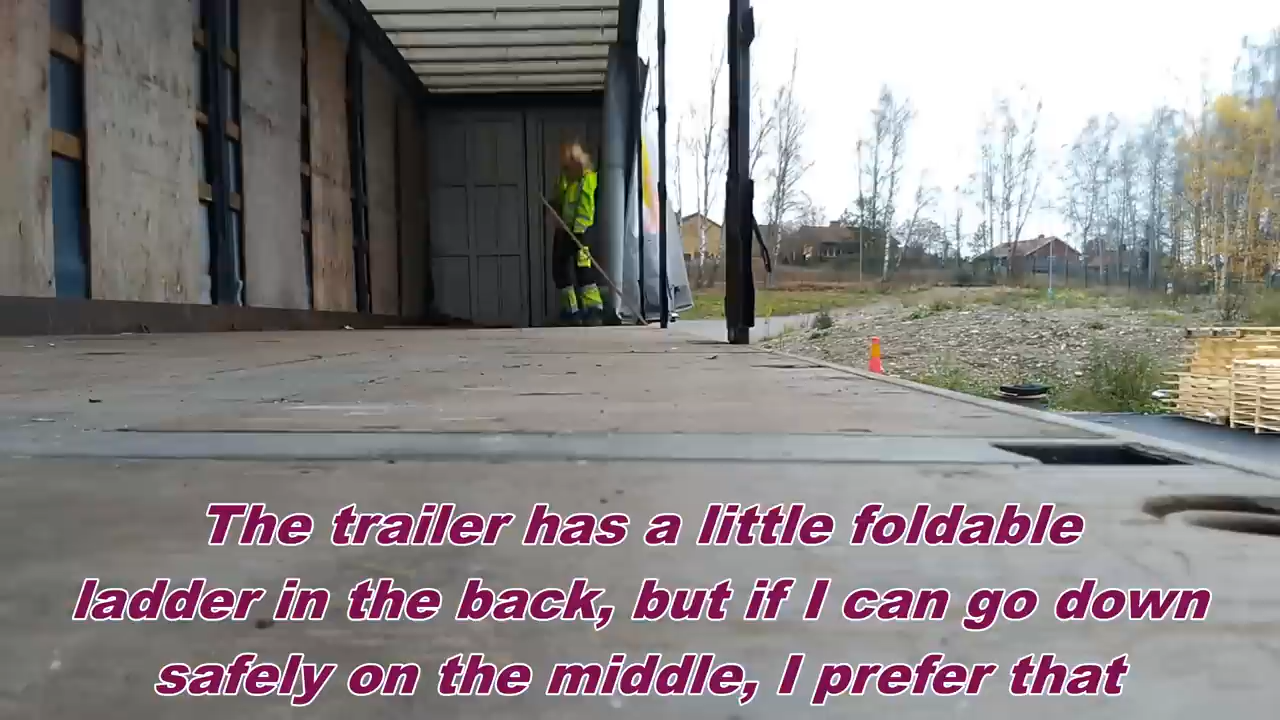 The trailer has a little foldable
ladder in the back, but if I can go down
safely on the middle, I prefer that